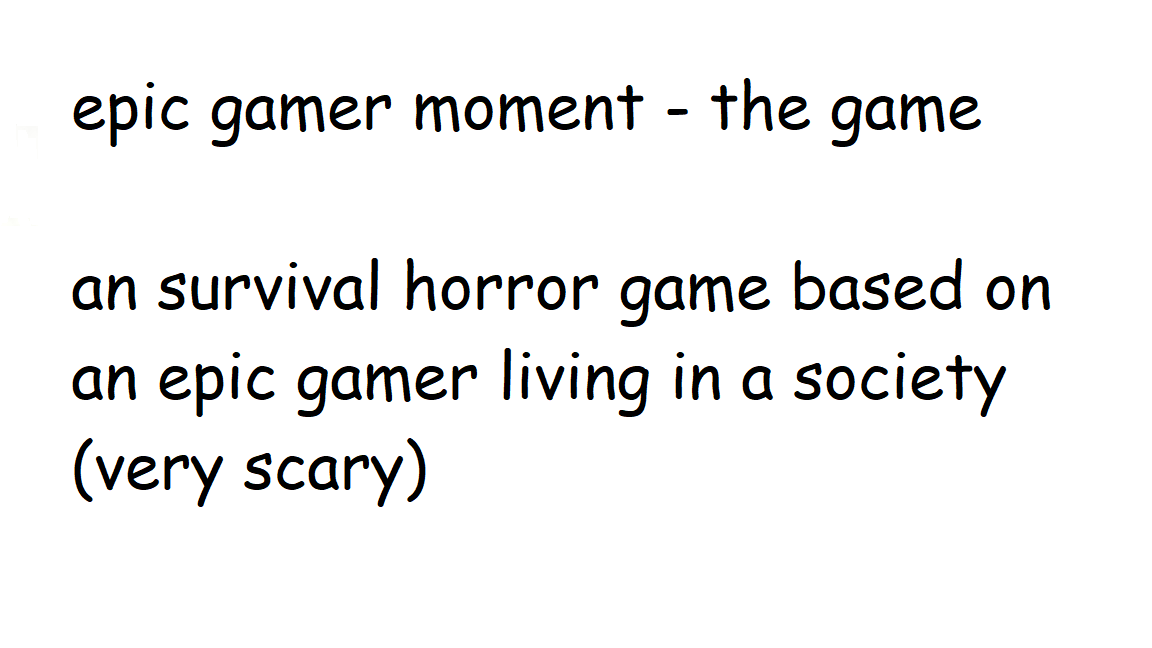 epic gamer moment - the game
an survival horror game based on
an epic gamer living in a society
(very scary)